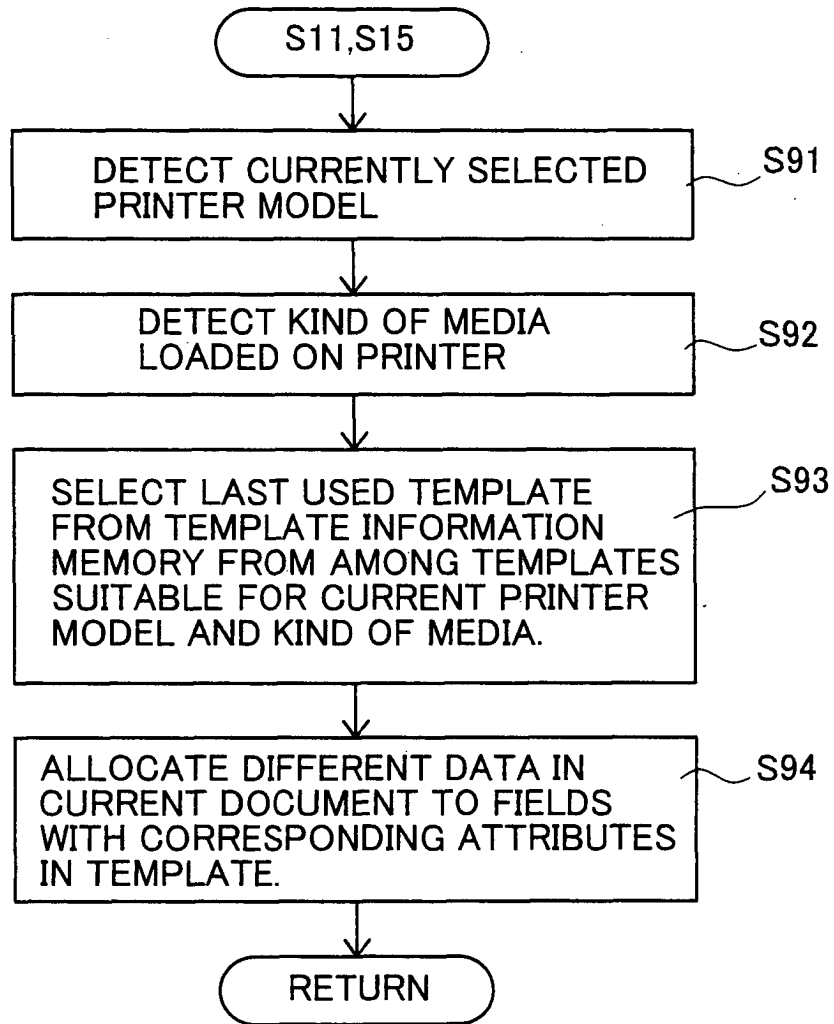 S11,S15
DETECT CURRENTLY SELECTED
PRINTER MODEL
S91
DETECT KIND OF MEDIA
LOADED ON PRINTER
S92
SELECT LAST USED TEMPLATE
FROM TEMPLATE INFORMATION
MEMORY FROM AMONG TEMPLATES
SUITABLE FOR CURRENT PRINTER
MODEL AND KIND OF MEDIA.
S93
ALLOCATE DIFFERENT DATA IN
CURRENT DOCUMENT TO FIELDS
WITH CORRESPONDING ATTRIBUTES
IN TEMPLATE.
S94
RETURN